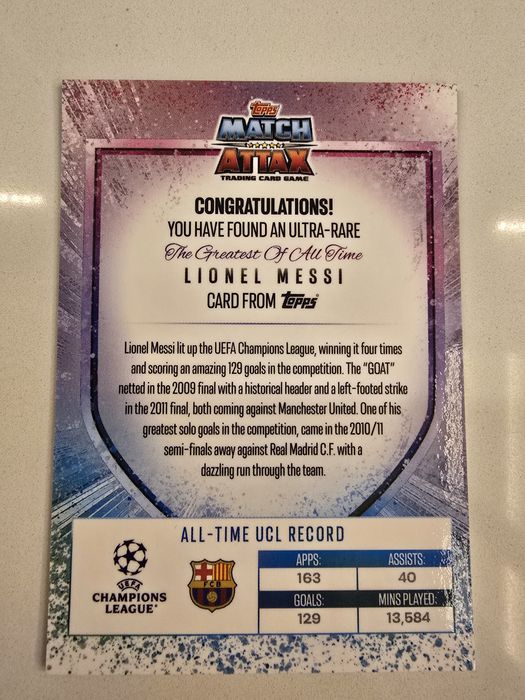 Topps
MATCH
ATTAX
TRADING CARD GAME
CONGRATULATIONS!
YOU HAVE FOUND AN ULTRA-RARE
The Greatest Of All Time
LIONEL MESSI
CARD FROM Topps
Lionel Messi lit up the UEFA Champions League, winning it four times
and scoring an amazing 129 goals in the competition. The "GOAT"
netted in the 2009 final with a historical header and a left-footed strike
in the 2011 final, both coming against Manchester United. One of his
greatest solo goals in the competition, came in the 2010/11
semi-finals away against Real Madrid C.F. with a
dazzling run through the team.
ALL-TIME UCL RECORD
UEFA
CHAMPIONS
LEAGUE
FCB
APPS: ASSISTS:
163 40
GOALS: MINS PLAYED:
129 13,584